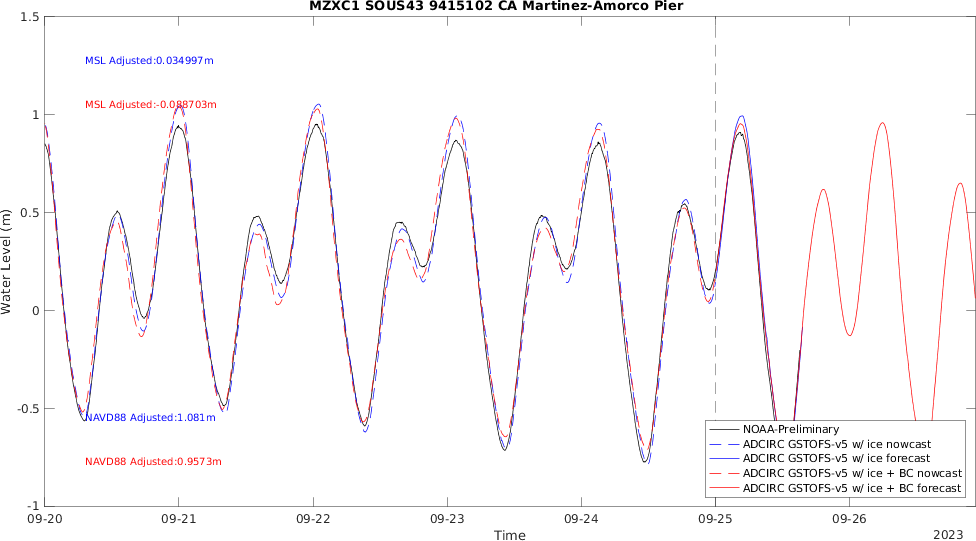 MZXC1 SOUS43 9415102 CA Martinez-Amorco Pier
1.5
1
0.5
0
-0.5
-1
Water Level (m)
MSL Adjusted:0.034997m
MSL Adjusted:-0.088703m
NAVD88 Adjusted:1.081m
NAVD88 Adjusted:0.9573m
NOAA-Preliminary
ADCIRC GSTOFS-v5 w/ ice nowcast
ADCIRC GSTOFS-v5 w/ ice forecast
ADCIRC GSTOFS-v5 w/ ice + BC nowcast
ADCIRC GSTOFS-v5 w/ ice + BC forecast
09-20 09-21 09-22 09-23 09-24 09-25 09-26
Time
2023